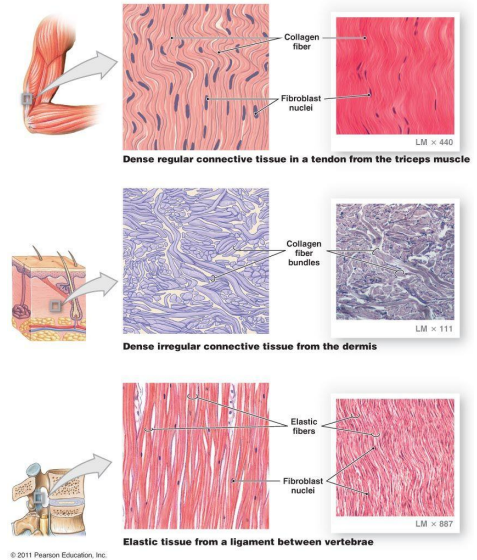 Collagen
fiber
Fibroblast
nuclei
LM × 440
Dense regular connective tissue in a tendon from the triceps muscle
Collagen
fiber
bundles
LM × 111
Dense irregular connective tissue from the dermis
Elastic
fibers
Fibroblast
nuclei
LM × 887
Elastic tissue from a ligament between vertebrae
© 2011 Pearson Education, Inc.